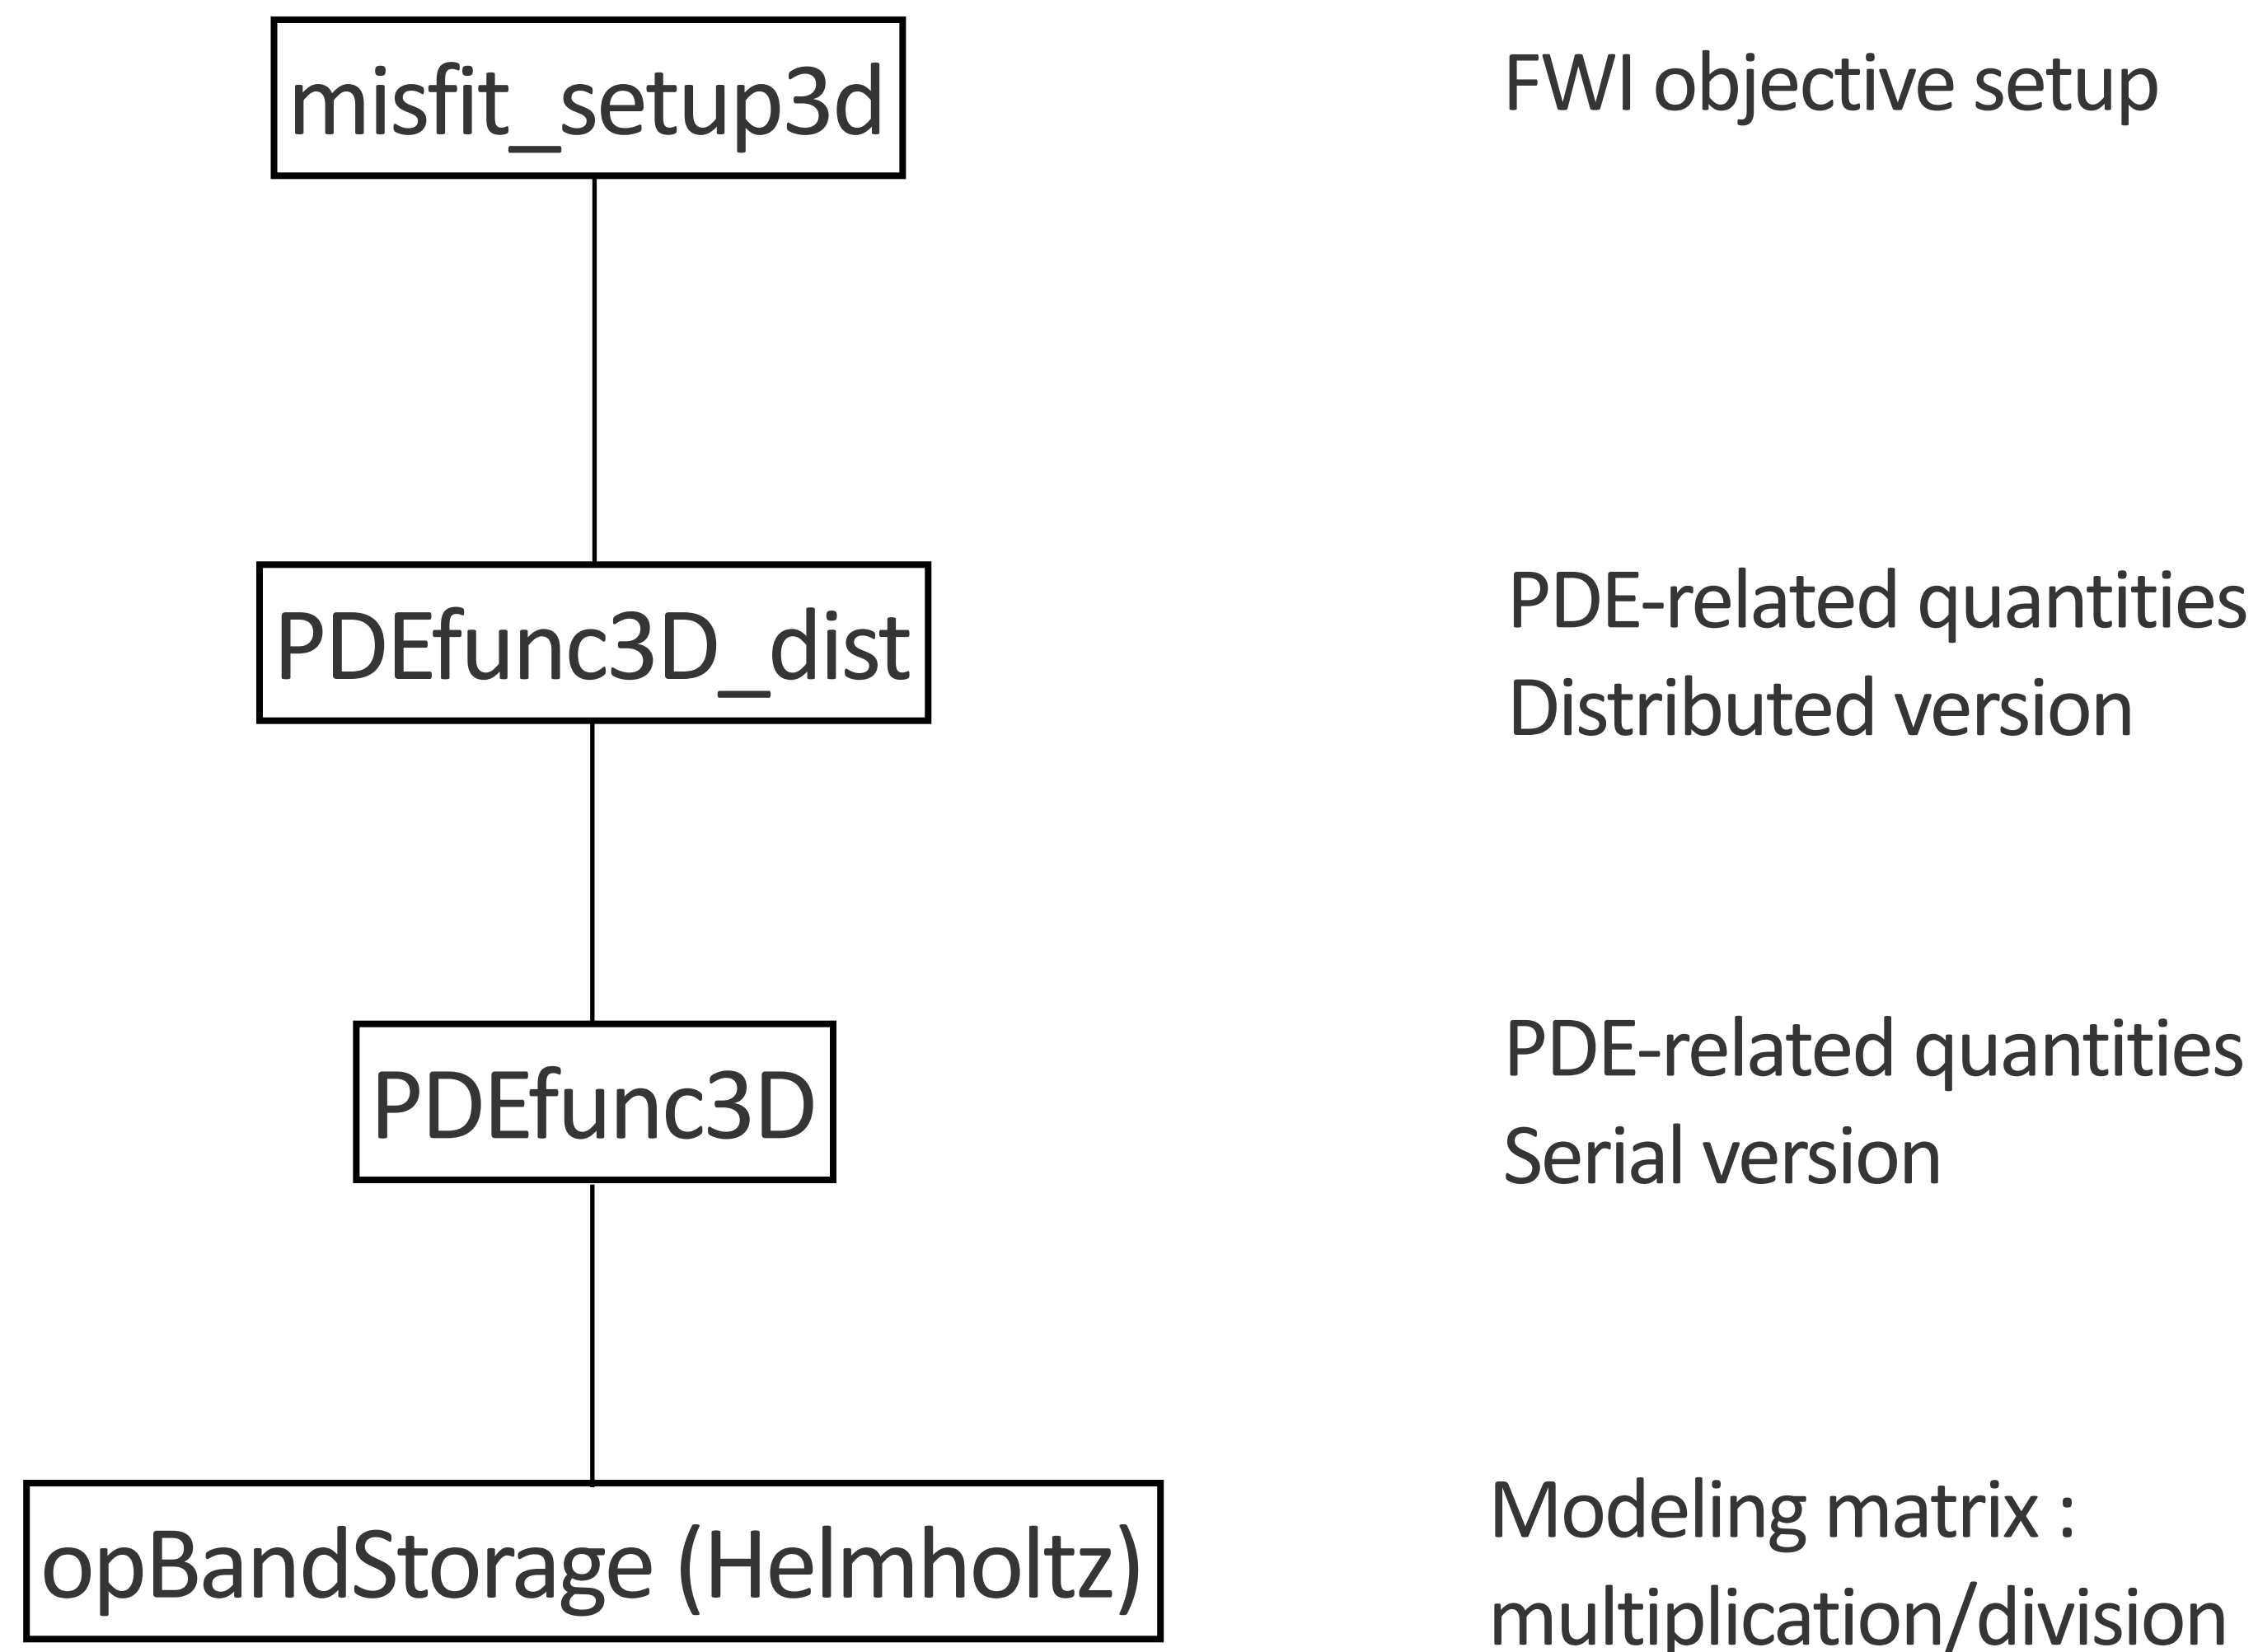 misfit_setup3d
FWI objective setup
PDEfunc3D_dist
PDE-related quantities
Distributed version
PDEfunc3D
PDE-related quantities
Serial version
opBandStorage (Helmholtz)
Modeling matrix :
multiplication/division